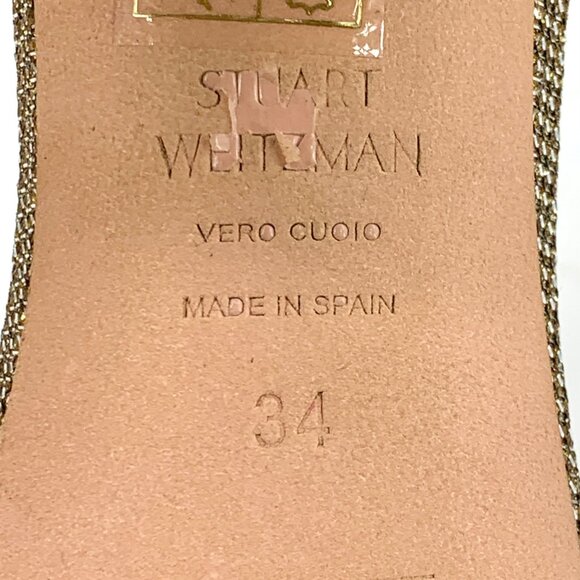 STUART
WEITZMAN
VERO CUOIO
MADE IN SPAIN
34